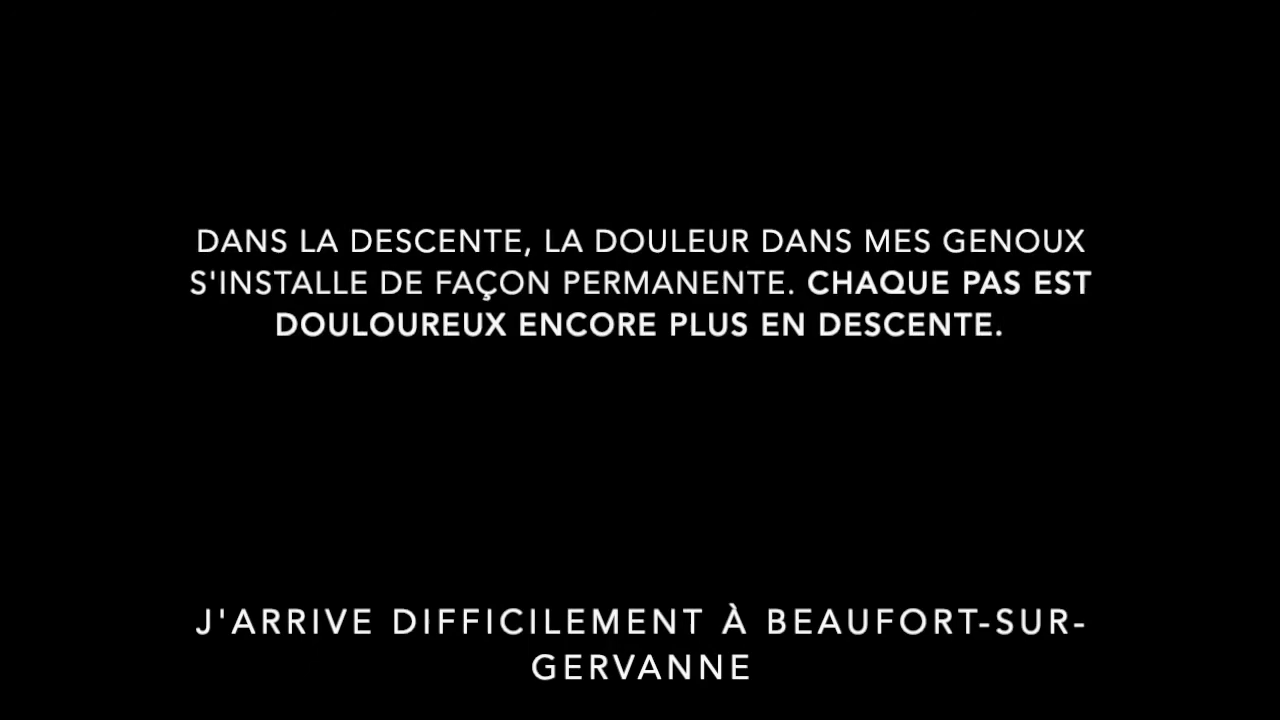 DANS LA DESCENTE, LA DOULEUR DANS MES GENOUX
S'INSTALLE DE FAÇON PERMANENTE. CHAQUE PAS EST
DOULOUREUX ENCORE PLUS EN DESCENTE.
J'ARRIVE DIFFICILEMENT À BEAUFORT-SUR-
GERVANNE